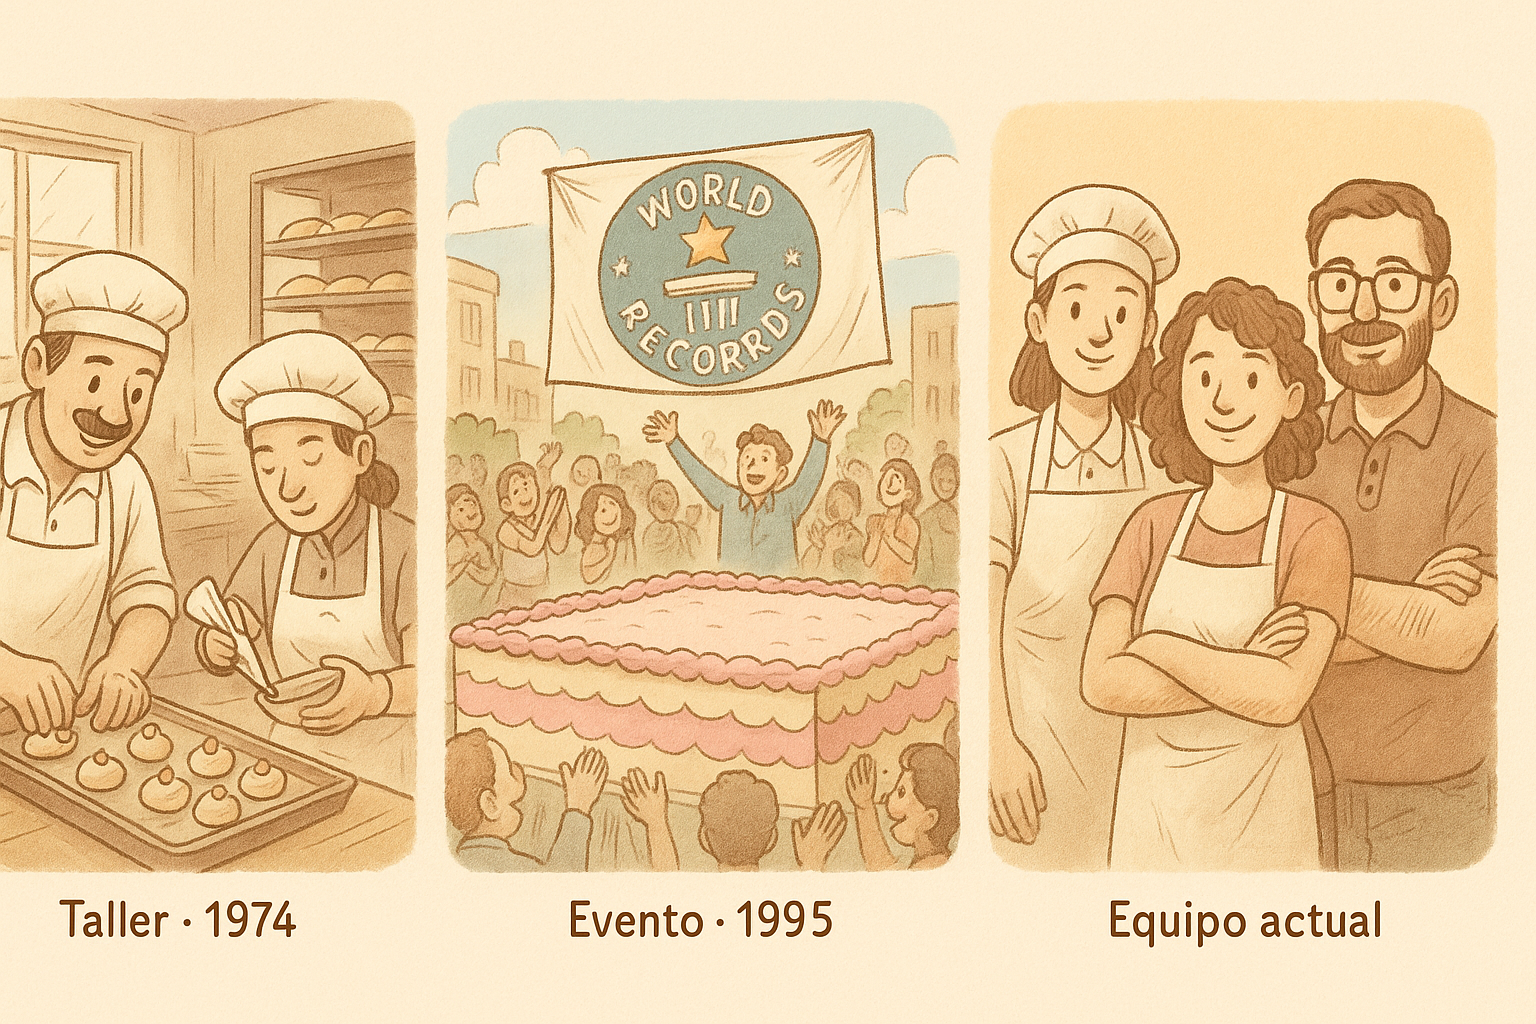 WORLD
RECORRDS
Taller · 1974
Evento · 1995
Equipo actual